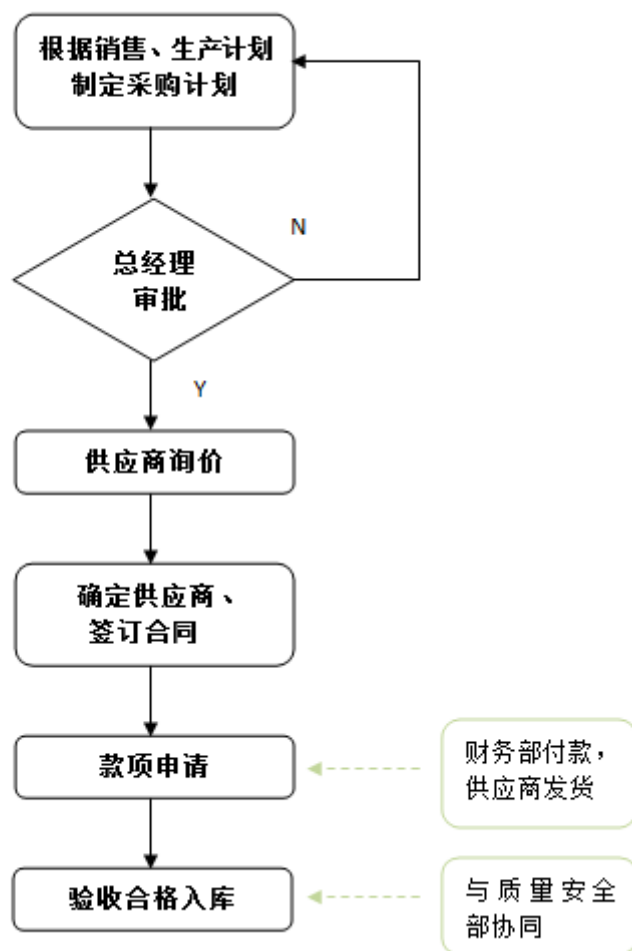 根据销售、生产计划
制定采购计划
N
总经理
审批
Y
供应商询价
确定供应商、
签订合同
款项申请
财务部付款，
供应商发货
验收合格入库
与质量安全
部协同